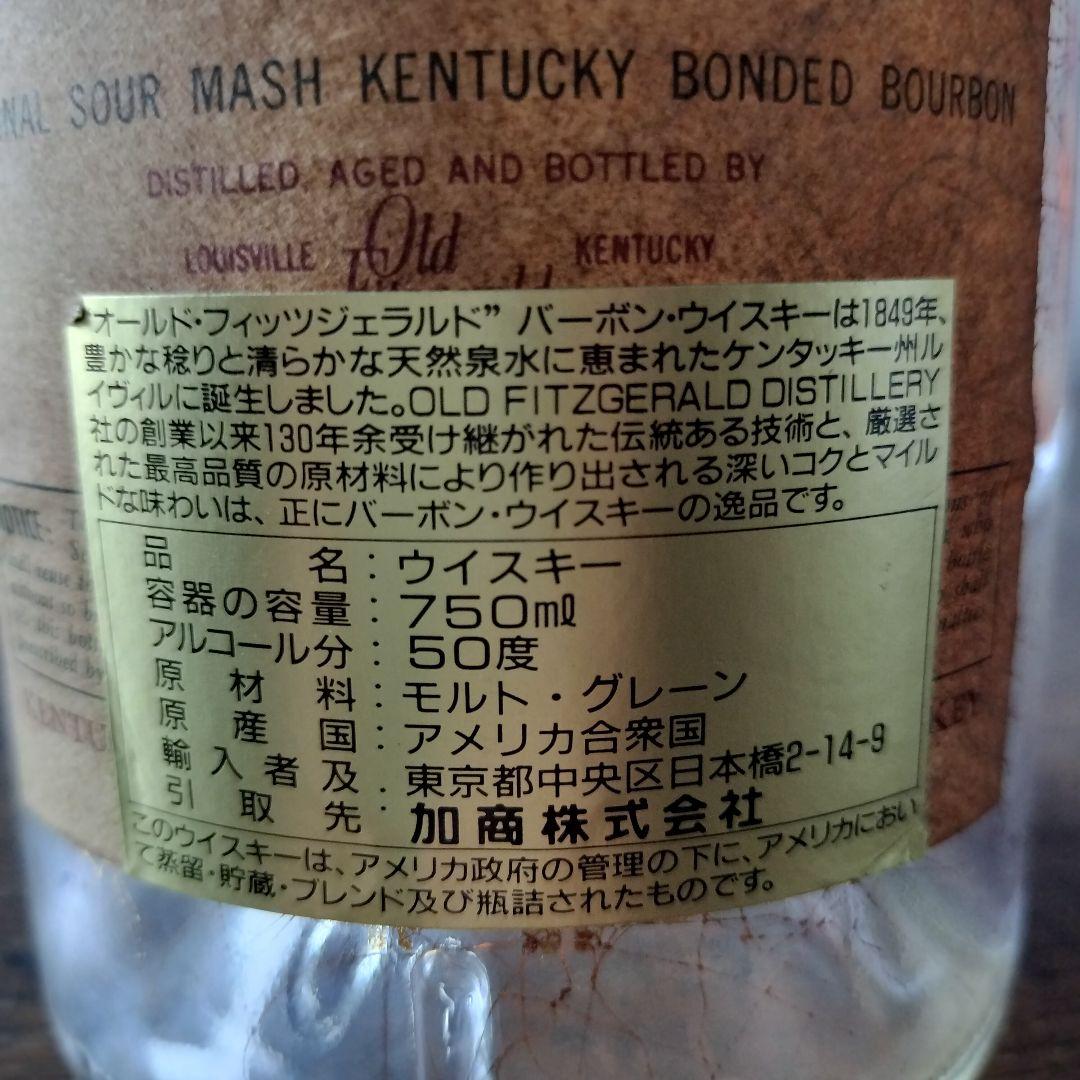 SOUR MASH KENTUCKY BONDED BOURBON
DISTILLED, AGED AND BOTTLED BY
LOUISVILLE Old KENTUCKY
"オールド・フィッツジェラルド" バーボン・ウイスキーは1849年、
豊かな稔りと清らかな天然泉水に恵まれたケンタッキー州ル
イヴィルに誕生しました。OLD FITZGERALD DISTILLERY
社の創業以来130年余受け継がれた伝統ある技術と、厳選さ
れた最高品質の原材料により作り出される深いコクとマイル
ドな味わいは、正にバーボン・ウイスキーの逸品です。
品名:ウイスキー
容器の容量:750mℓ
アルコール分:50度
原材料:モルト・グレーン
原産国:アメリカ合衆国
輸入者及:東京都中央区日本橋2-14-9
引取先:加商株式会社
このウイスキーは、アメリカ政府の管理の下に、アメリカにおい
て蒸留・貯蔵・ブレンド及び瓶詰されたものです。